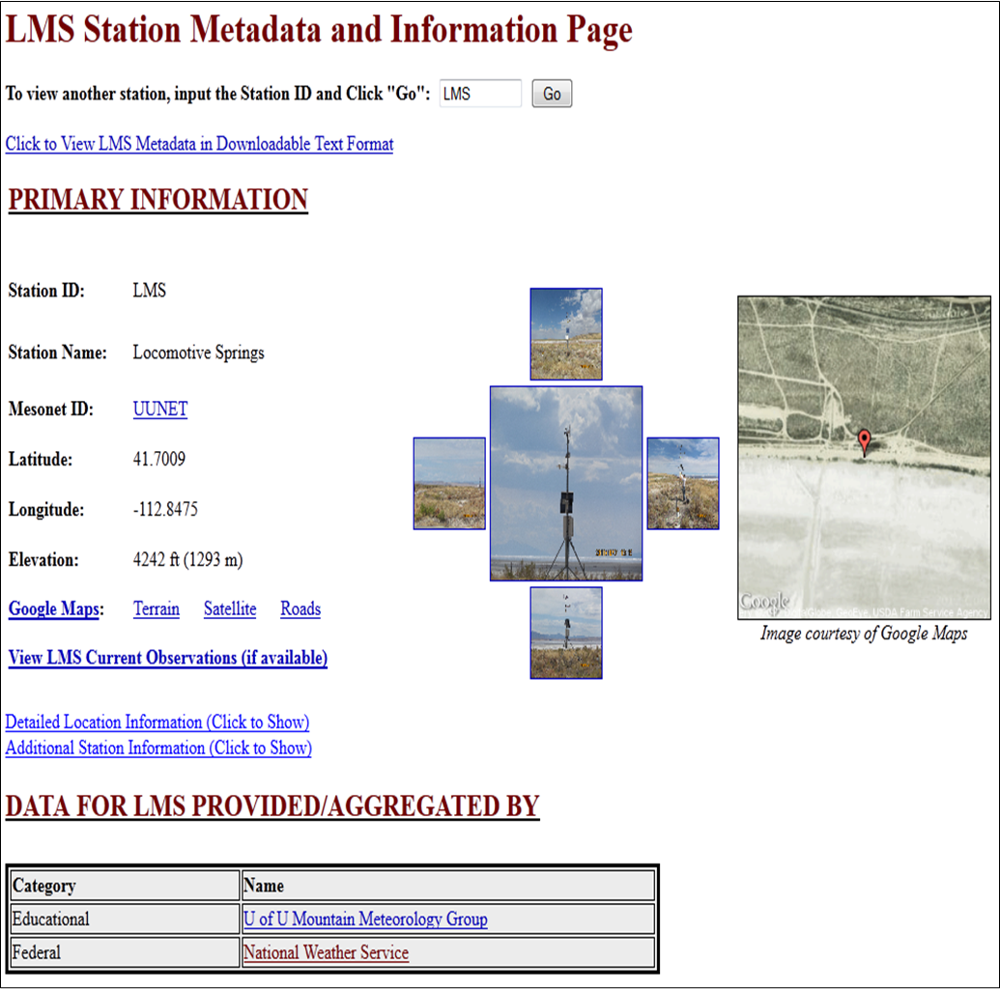 LMS Station Metadata and Information Page
To view another station, input the Station ID and Click "Go": LMS Go
Click to View LMS Metadata in Downloadable Text Format
PRIMARY INFORMATION
Station ID: LMS
Station Name: Locomotive Springs
Mesonet ID: UUNET
Latitude: 41.7009
Longitude: -112.8475
Elevation: 4242 ft (1293 m)
Google Maps: Terrain Satellite Roads
View LMS Current Observations (if available)
Google
GeoEye, USDA Farm Service Agency
Image courtesy of Google Maps
Detailed Location Information (Click to Show)
Additional Station Information (Click to Show)
DATA FOR LMS PROVIDED/AGGREGATED BY
Category Name
Educational U of U Mountain Meteorology Group
Federal National Weather Service